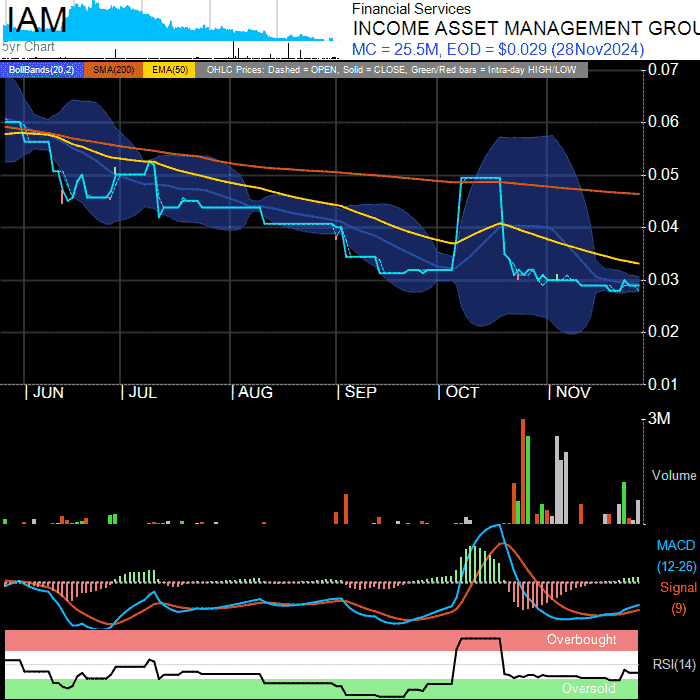 IAM
5yr Chart
Financial Services
INCOME ASSET MANAGEMENT GROU
MC = 25.5M, EOD = $0.029 (28Nov2024)
BollBands(20,2) SMA(200) EMA(50) OHLC Prices: Dashed = OPEN, Solid = CLOSE, Green/Red bars = Intra-day HIGH/LOW
0.07
0.06
0.05
0.04
0.03
0.02
0.01
JUN JUL AUG SEP OCT NOV
3M
Volume
MACD
(12-26)
Signal
(9)
Overbought
RSI(14)
Oversold